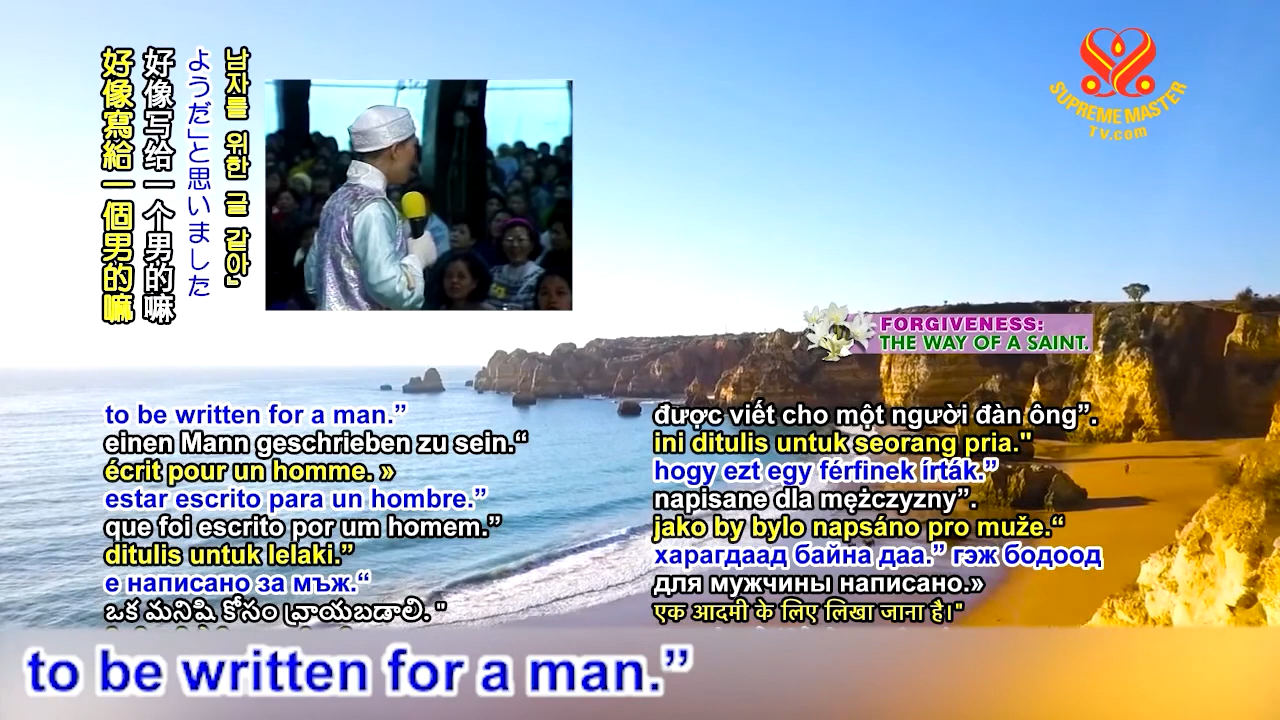 好像寫給一個男的嘛
好像写给一个男的嘛
ようだ」と思いました
남자를 위한 글 같아』
SUPREME MASTER
TV.com
FORGIVENESS:
THE WAY OF A SAINT.
to be written for a man.”
einen Mann geschrieben zu sein.“
écrit pour un homme. »
estar escrito para un hombre.”
que foi escrito por um homem.”
ditulis untuk lelaki.”
е написано за мъж.“
ఒక మనిషి కోసం వ్రాయబడాలి. "
được viết cho một người đàn ông”.
ini ditulis untuk seorang pria."
hogy ezt egy férfinek írták.”
napisane dla mężczyzny”.
jako by bylo napsáno pro muže.“
харагдаад байна даа.” гэж бодоод
для мужчины написано.»
एक आदमी के लिए लिखा जाना है।"
to be written for a man.”